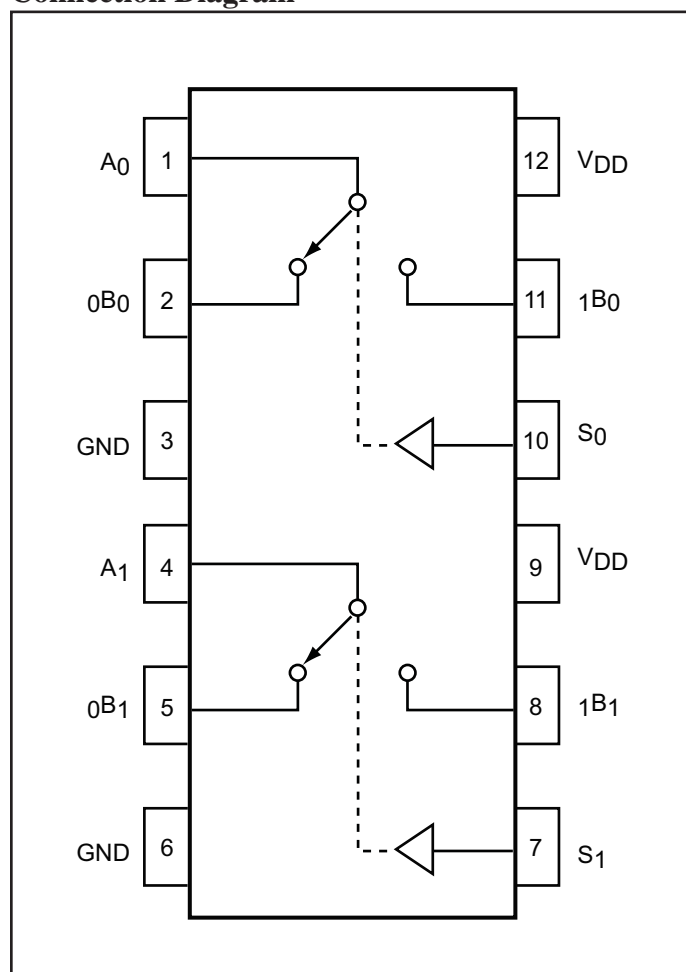 Connection Diagram
A0 1 12 VDD
0B0 2 11 1B0
GND 3 10 S0
A1 4 9 VDD
0B1 5 8 1B1
GND 6 7 S1